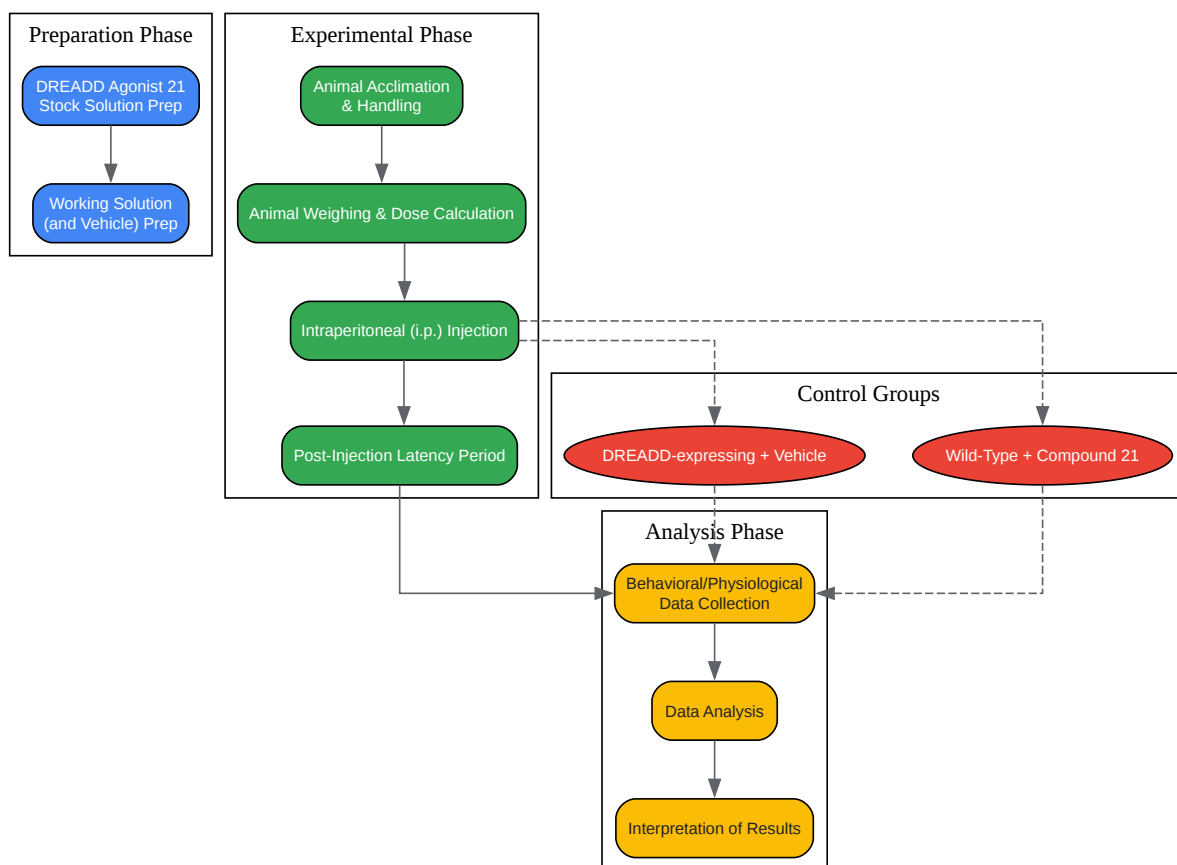 Preparation Phase
DREADD Agonist 21
Stock Solution Prep
Working Solution
(and Vehicle) Prep
Experimental Phase
Animal Acclimation
& Handling
Animal Weighing & Dose Calculation
Intraperitoneal (i.p.) Injection
Post-Injection Latency Period
Control Groups
DREADD-expressing + Vehicle
Wild-Type + Compound 21
Analysis Phase
Behavioral/Physiological
Data Collection
Data Analysis
Interpretation of Results